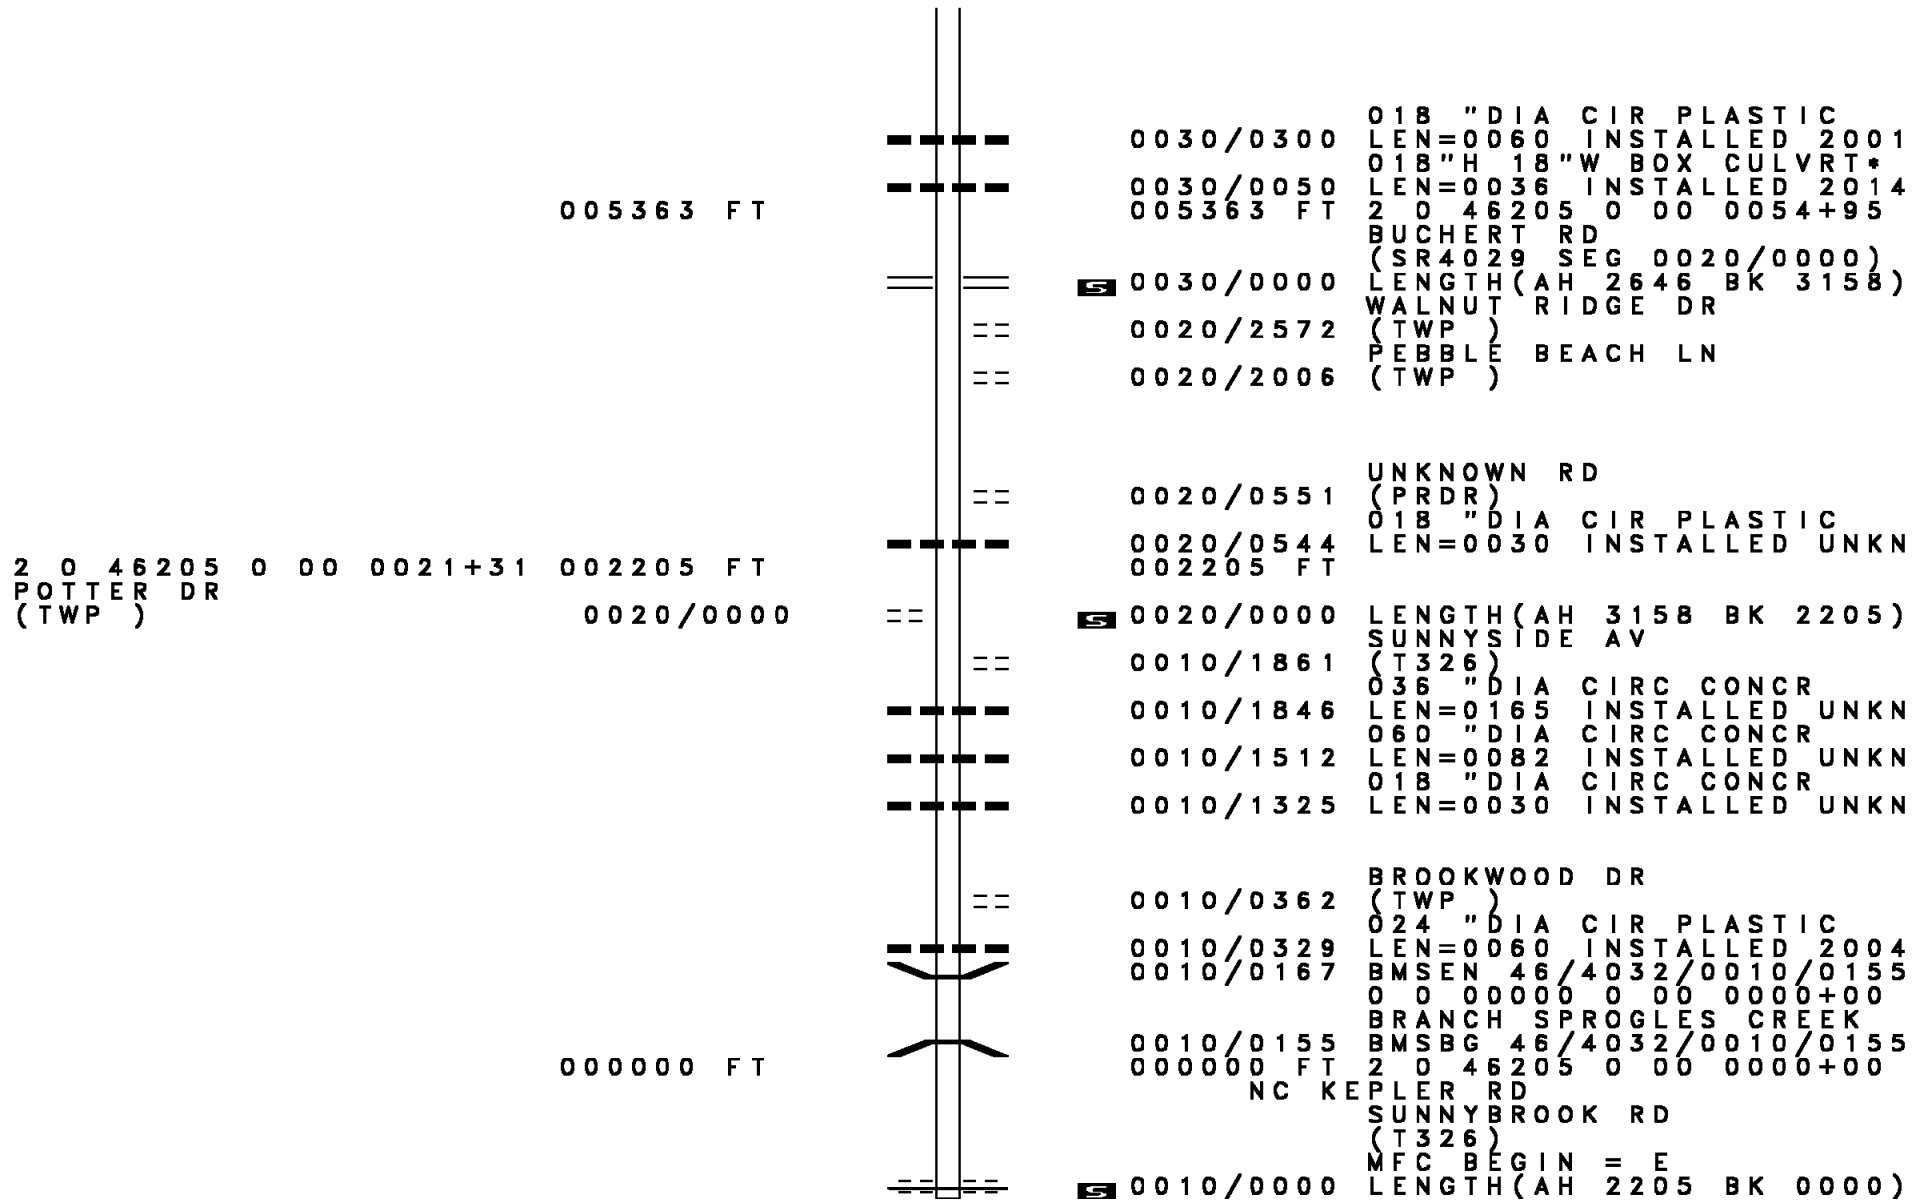 018 "DIA CIR PLASTIC
0030/0300 LEN=0060 INSTALLED 2001
018"H 18"W BOX CULVRT*
0030/0050 LEN=0036 INSTALLED 2014
005363 FT 005363 FT 2 0 46205 0 00 0054+95
BUCHERT RD
(SR4029 SEG 0020/0000)
S 0030/0000 LENGTH(AH 2646 BK 3158)
WALNUT RIDGE DR
0020/2572 (TWP )
PEBBLE BEACH LN
0020/2006 (TWP )
UNKNOWN RD
0020/0551 (PRDR)
018 "DIA CIR PLASTIC
0020/0544 LEN=0030 INSTALLED UNKN
2 0 46205 0 00 0021+31 002205 FT 002205 FT
POTTER DR
(TWP ) 0020/0000 S 0020/0000 LENGTH(AH 3158 BK 2205)
SUNNYSIDE AV
0010/1861 (T326)
036 "DIA CIRC CONCR
0010/1846 LEN=0165 INSTALLED UNKN
060 "DIA CIRC CONCR
0010/1512 LEN=0082 INSTALLED UNKN
018 "DIA CIRC CONCR
0010/1325 LEN=0030 INSTALLED UNKN
BROOKWOOD DR
0010/0362 (TWP )
024 "DIA CIR PLASTIC
0010/0329 LEN=0060 INSTALLED 2004
0010/0167 BMSEN 46/4032/0010/0155
0 0 00000 0 00 0000+00
BRANCH SPROGLES CREEK
0010/0155 BMSBG 46/4032/0010/0155
000000 FT 000000 FT 2 0 46205 0 00 0000+00
NC KEPLER RD
SUNNYBROOK RD
(T326)
MFC BEGIN = E
S 0010/0000 LENGTH(AH 2205 BK 0000)